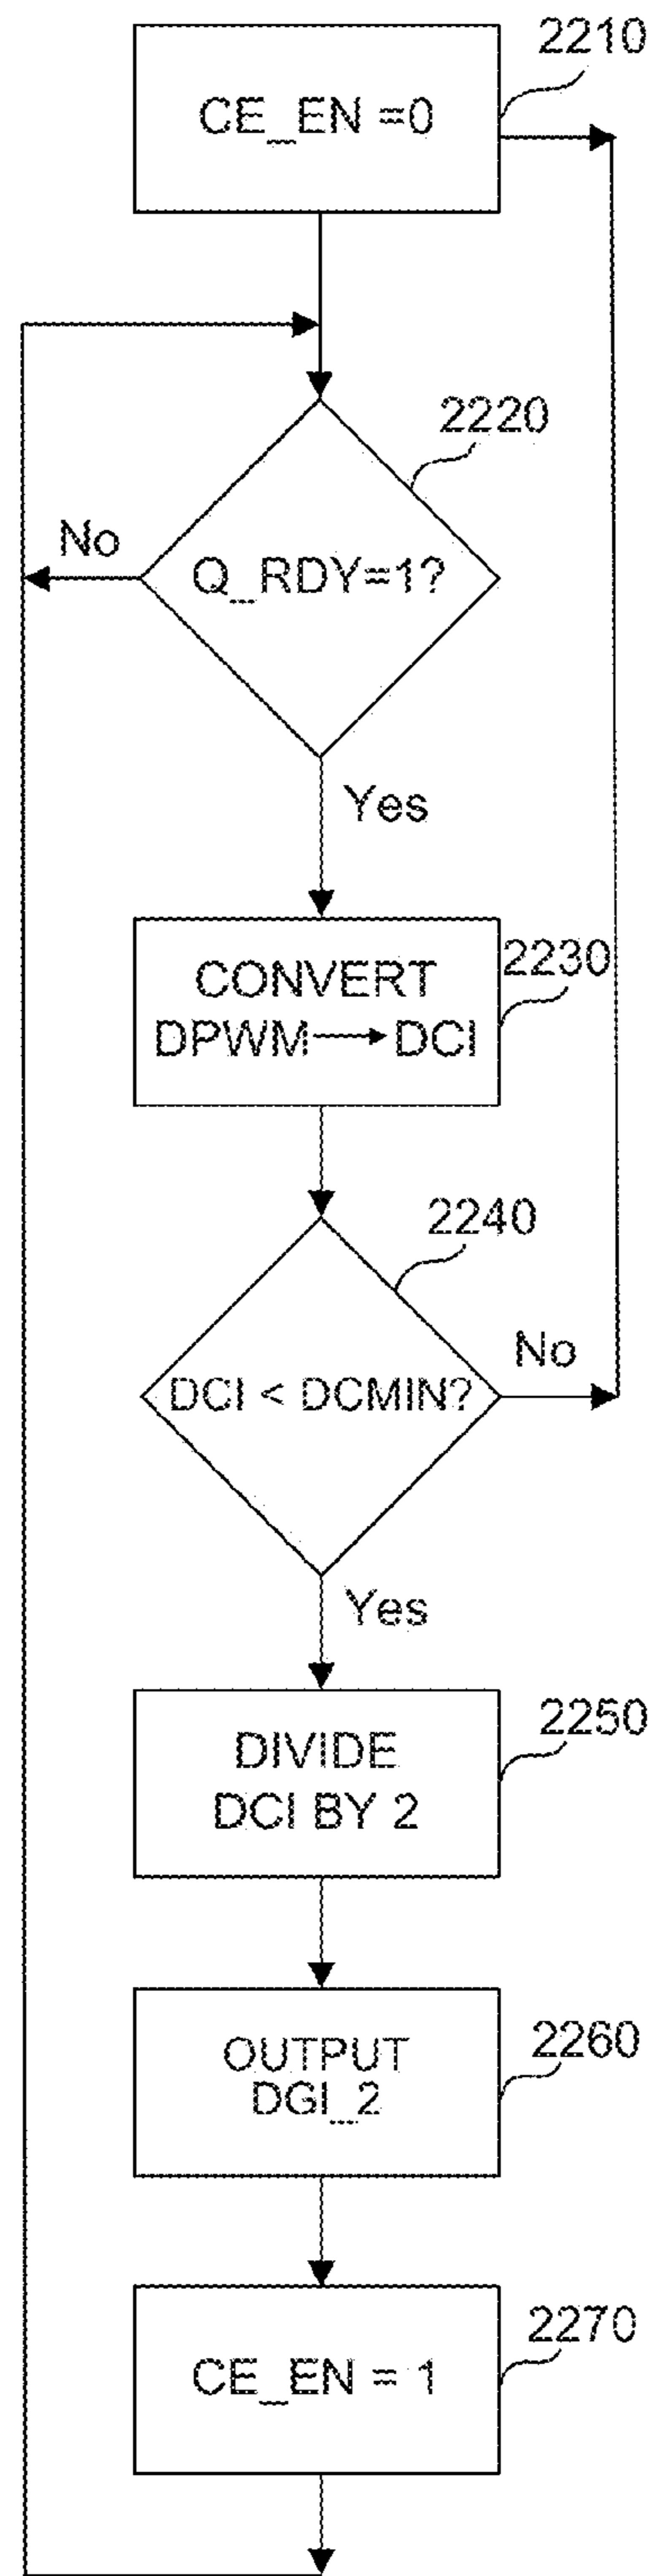 2210
CE_EN =0
2220
No
Q_RDY=1?
Yes
2230
CONVERT
DPWM → DCI
2240
No
DCI < DCMIN?
Yes
2250
DIVIDE
DCI BY 2
2260
OUTPUT
DGI_2
2270
CE_EN = 1